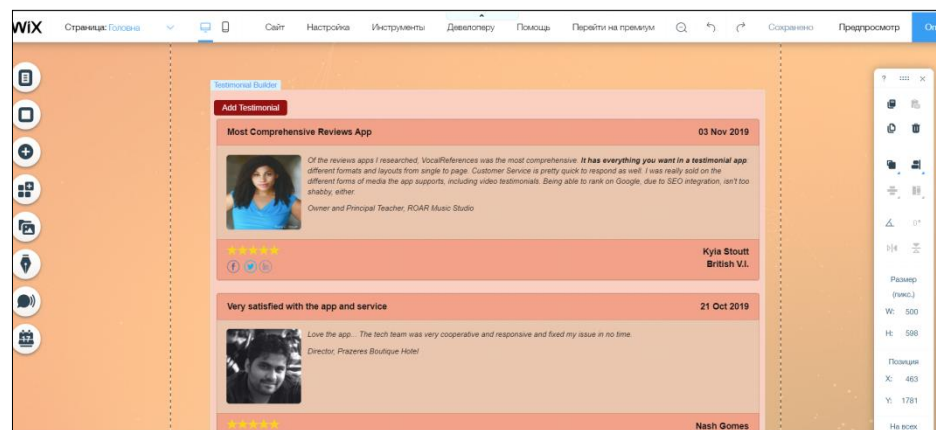 WiX Страница: Головна Сайт Настройка Инструменты Девелоперу Помощь Перейти на премиум Сохранено Предпросмотр Оп
Testimonial Builder
Add Testimonial
Most Comprehensive Reviews App 03 Nov 2019
Of the reviews apps I researched, VocalReferences was the most comprehensive. It has everything you want in a testimonial app:
different formats and layouts from single to page. Customer Service is pretty quick to respond as well. I was really sold on the
different forms of media the app supports, including video testimonials. Being able to rank on Google, due to SEO integration, isn't too
shabby, either.
Owner and Principal Teacher, ROAR Music Studio
Kyia Stoutt
British V.I.
Very satisfied with the app and service 21 Oct 2019
Love the app... The tech team was very cooperative and responsive and fixed my issue in no time.
Director, Prazeres Boutique Hotel
Nash Gomes
?
0°
Размер
(пикс.)
W: 500
H: 598
Позиция
X: 463
Y: 1781
На всех